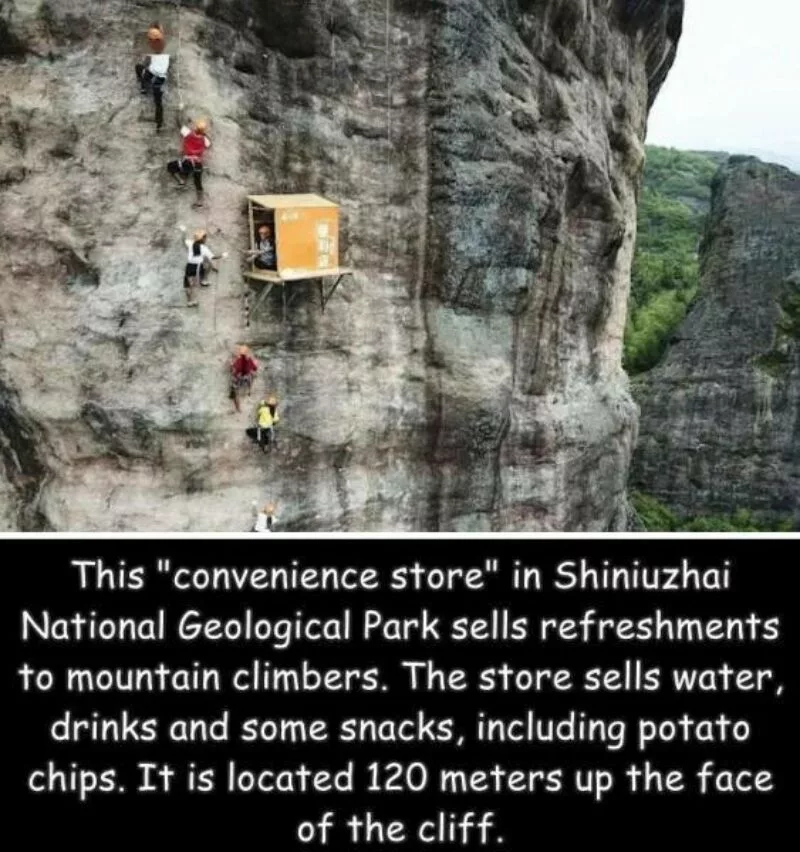 This "convenience store" in Shiniuzhai
National Geological Park sells refreshments
to mountain climbers. The store sells water,
drinks and some snacks, including potato
chips. It is located 120 meters up the face
of the cliff.